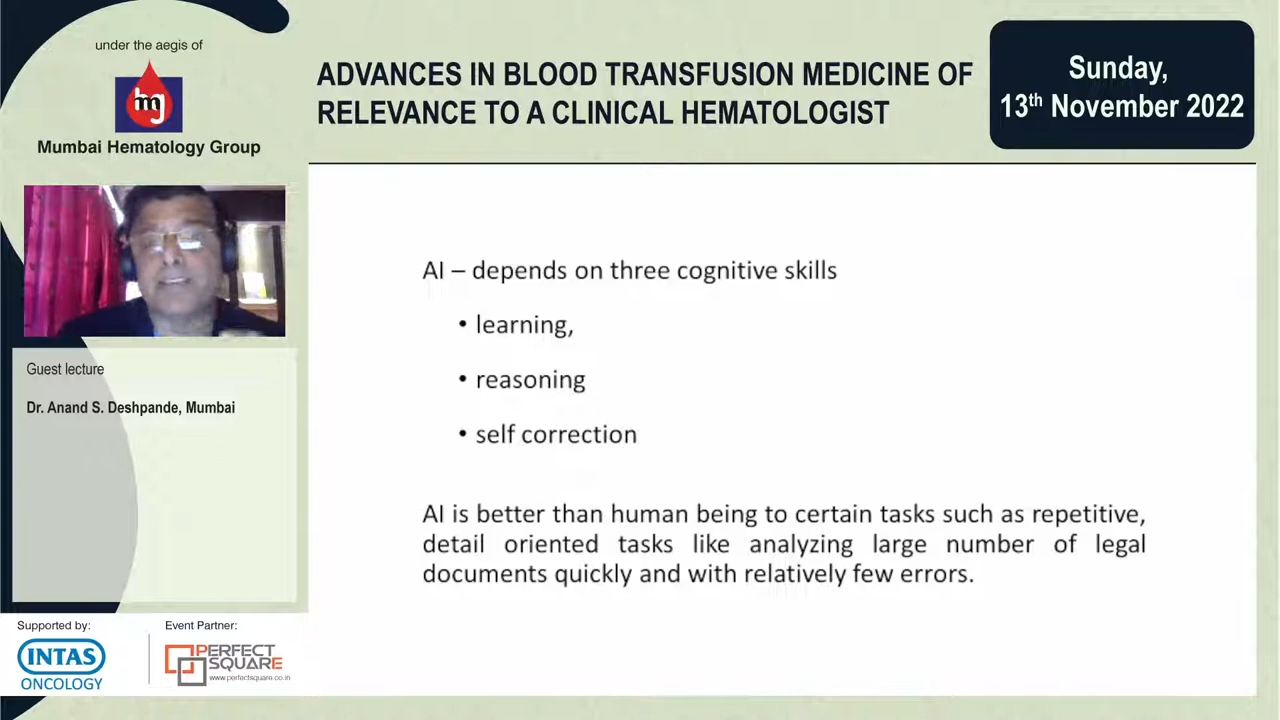 under the aegis of
hg
Mumbai Hematology Group
ADVANCES IN BLOOD TRANSFUSION MEDICINE OF
RELEVANCE TO A CLINICAL HEMATOLOGIST
Sunday,
13th November 2022
Guest lecture
Dr. Anand S. Deshpande, Mumbai
AI – depends on three cognitive skills
• learning,
• reasoning
• self correction
AI is better than human being to certain tasks such as repetitive,
detail oriented tasks like analyzing large number of legal
documents quickly and with relatively few errors.
Supported by:
INTAS
ONCOLOGY
Event Partner:
PERFECT
SQUARE
www.perfectsquare.co.in